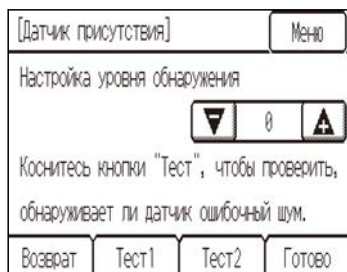 [Датчик присутствия] Меню
Настройка уровня обнаружения
0
Коснитесь кнопки "Тест", чтобы проверить,
обнаруживает ли датчик ошибочный шум.
Возврат Тест1 Тест2 Готово